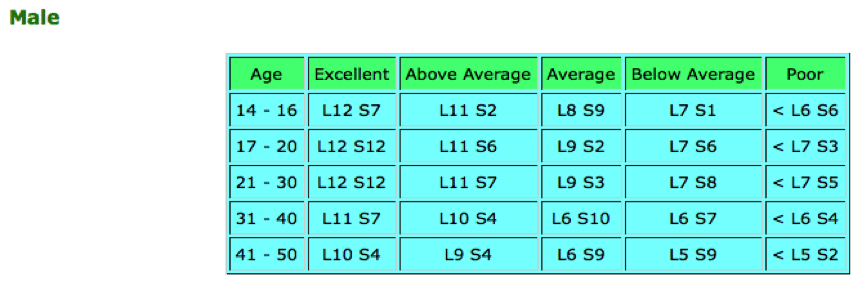 Male
Age Excellent Above Average Average Below Average Poor
14 - 16 L12 S7 L11 S2 L8 S9 L7 S1 < L6 S6
17 - 20 L12 S12 L11 S6 L9 S2 L7 S6 < L7 S3
21 - 30 L12 S12 L11 S7 L9 S3 L7 S8 < L7 S5
31 - 40 L11 S7 L10 S4 L6 S10 L6 S7 < L6 S4
41 - 50 L10 S4 L9 S4 L6 S9 L5 S9 < L5 S2